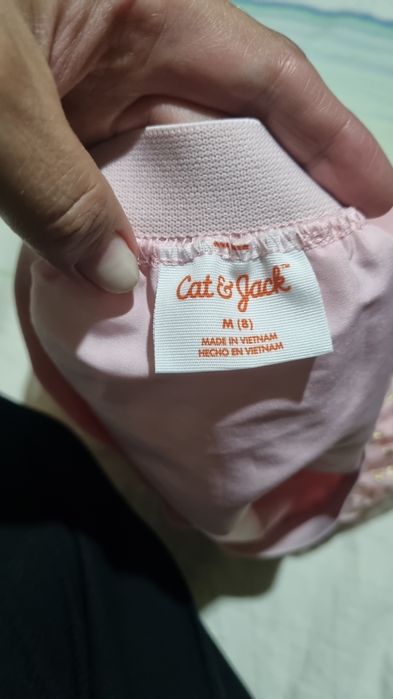 Cat & Jack™
M (8)
MADE IN VIETNAM
HECHO EN VIETNAM